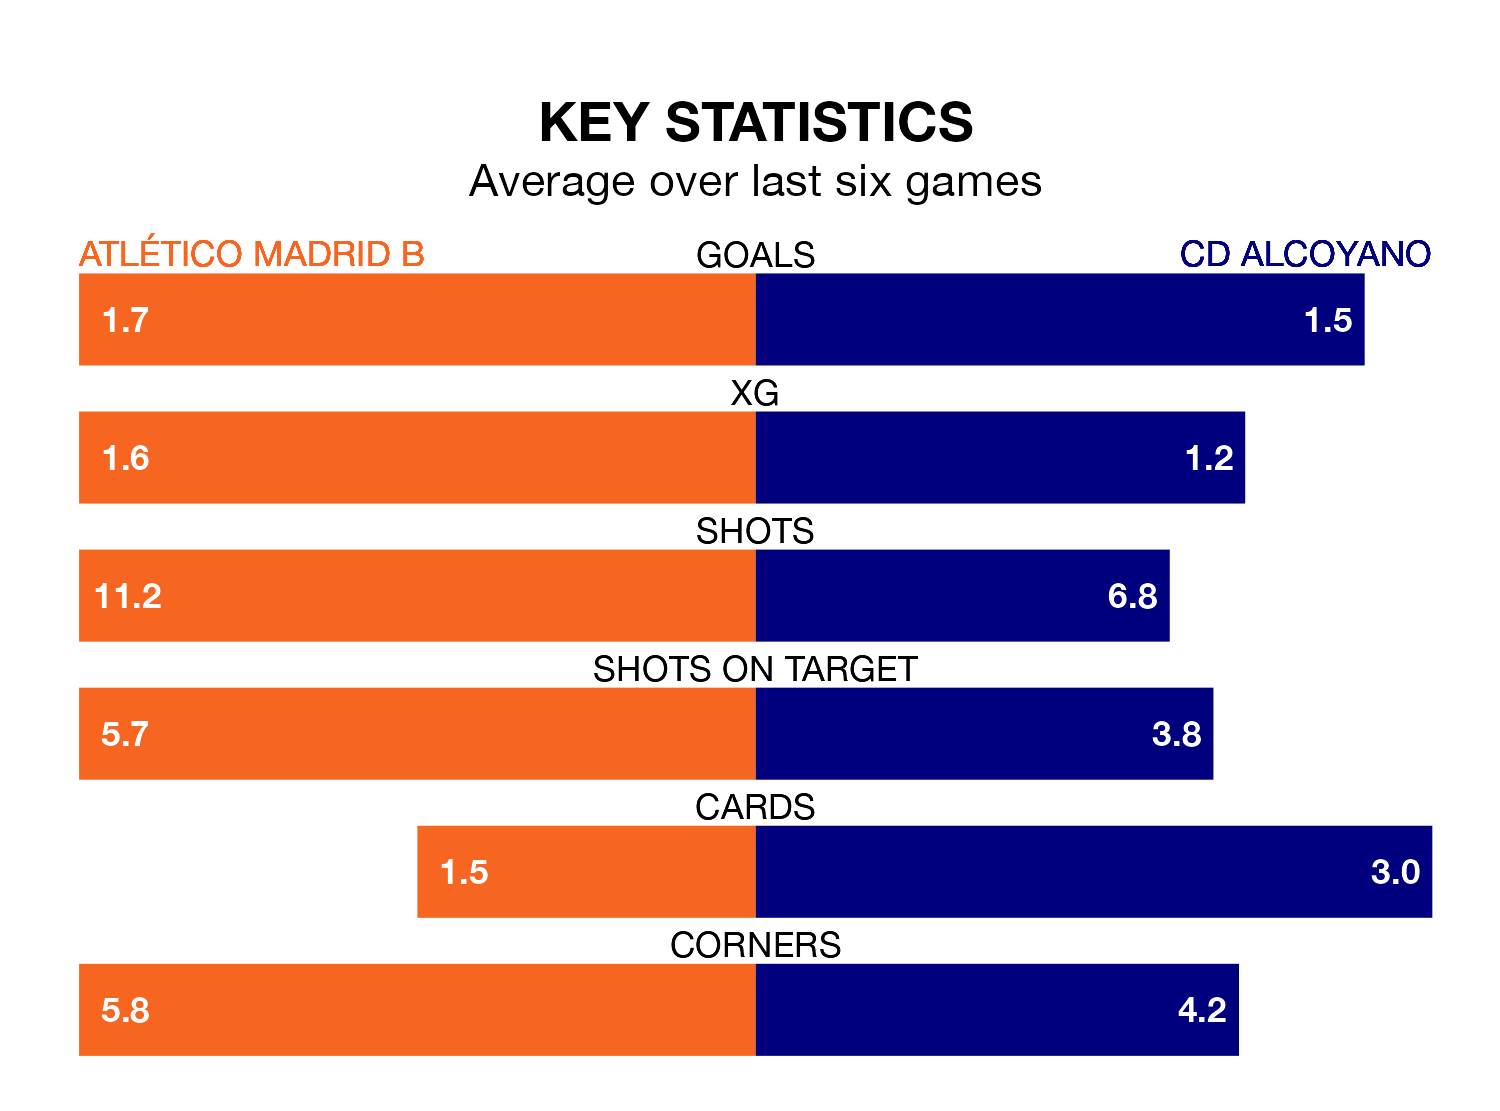 KEY STATISTICS
Average over last six games
ATLÉTICO MADRID B GOALS CD ALCOYANO
1.7 1.5
XG
1.6 1.2
SHOTS
11.2 6.8
SHOTS ON TARGET
5.7 3.8
CARDS
1.5 3.0
CORNERS
5.8 4.2